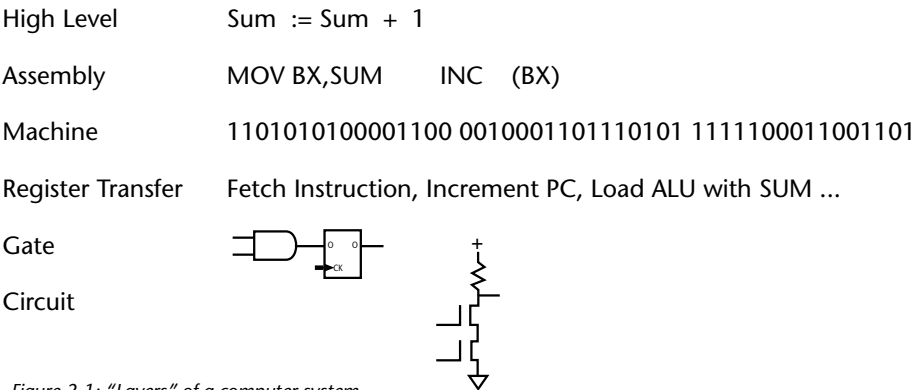 High Level Sum := Sum + 1
Assembly MOV BX,SUM INC (BX)
Machine 1101010100001100 0010001101110101 1111100011001101
Register Transfer Fetch Instruction, Increment PC, Load ALU with SUM ...
Gate O O
CK
+
Circuit
Figure 2-1: "Layers" of a computer system